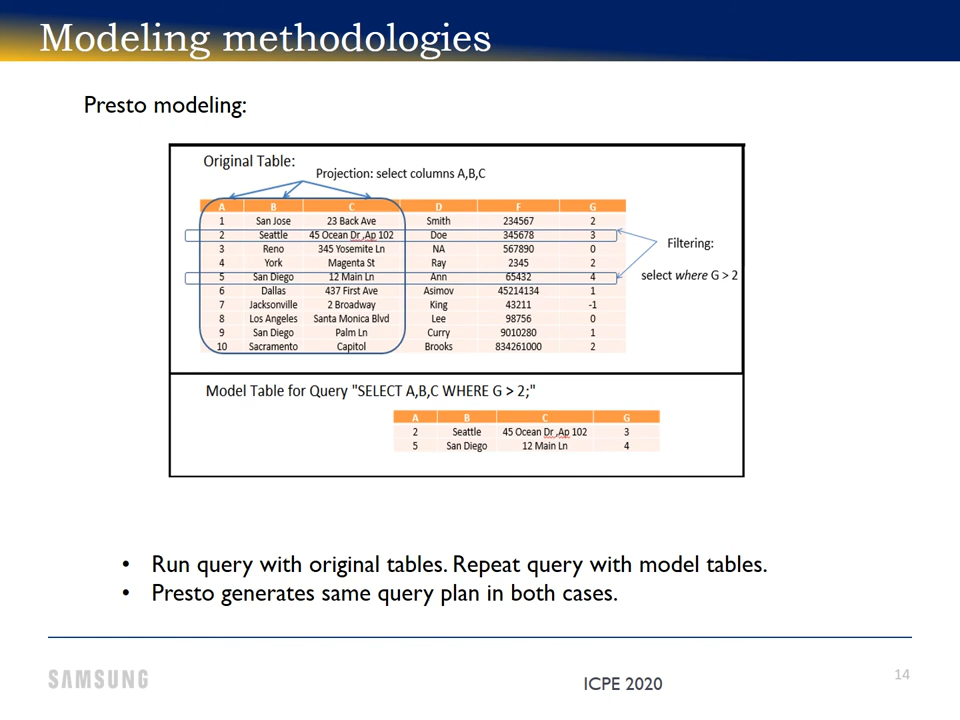 Modeling methodologies
Presto modeling:
Original Table:
Projection: select columns A,B,C
A B C D F G
1 San Jose 23 Back Ave Smith 234567 2
2 Seattle 45 Ocean Dr ,Ap 102 Doe 345678 3
3 Reno 345 Yosemite Ln NA 567890 0
4 York Magenta St Ray 2345 2
5 San Diego 12 Main Ln Ann 65432 4
6 Dallas 437 First Ave Asimov 45214134 1
7 Jacksonville 2 Broadway King 43211 -1
8 Los Angeles Santa Monica Blvd Lee 98756 0
9 San Diego Palm Ln Curry 9010280 1
10 Sacramento Capitol Brooks 834261000 2
Filtering:
select where G > 2
Model Table for Query "SELECT A,B,C WHERE G > 2;"
A B C G
2 Seattle 45 Ocean Dr ,Ap 102 3
5 San Diego 12 Main Ln 4
• Run query with original tables. Repeat query with model tables.
• Presto generates same query plan in both cases.
SAMSUNG
ICPE 2020
14